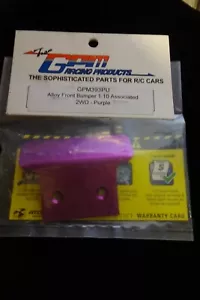 GPM
RACING PRODUCTS
THE SOPHISTICATED PARTS FOR R/C CARS
GPM393PU
Alloy Front Bumper 1:10 Associated
2WD - Purple
5
WARRANTY CARD